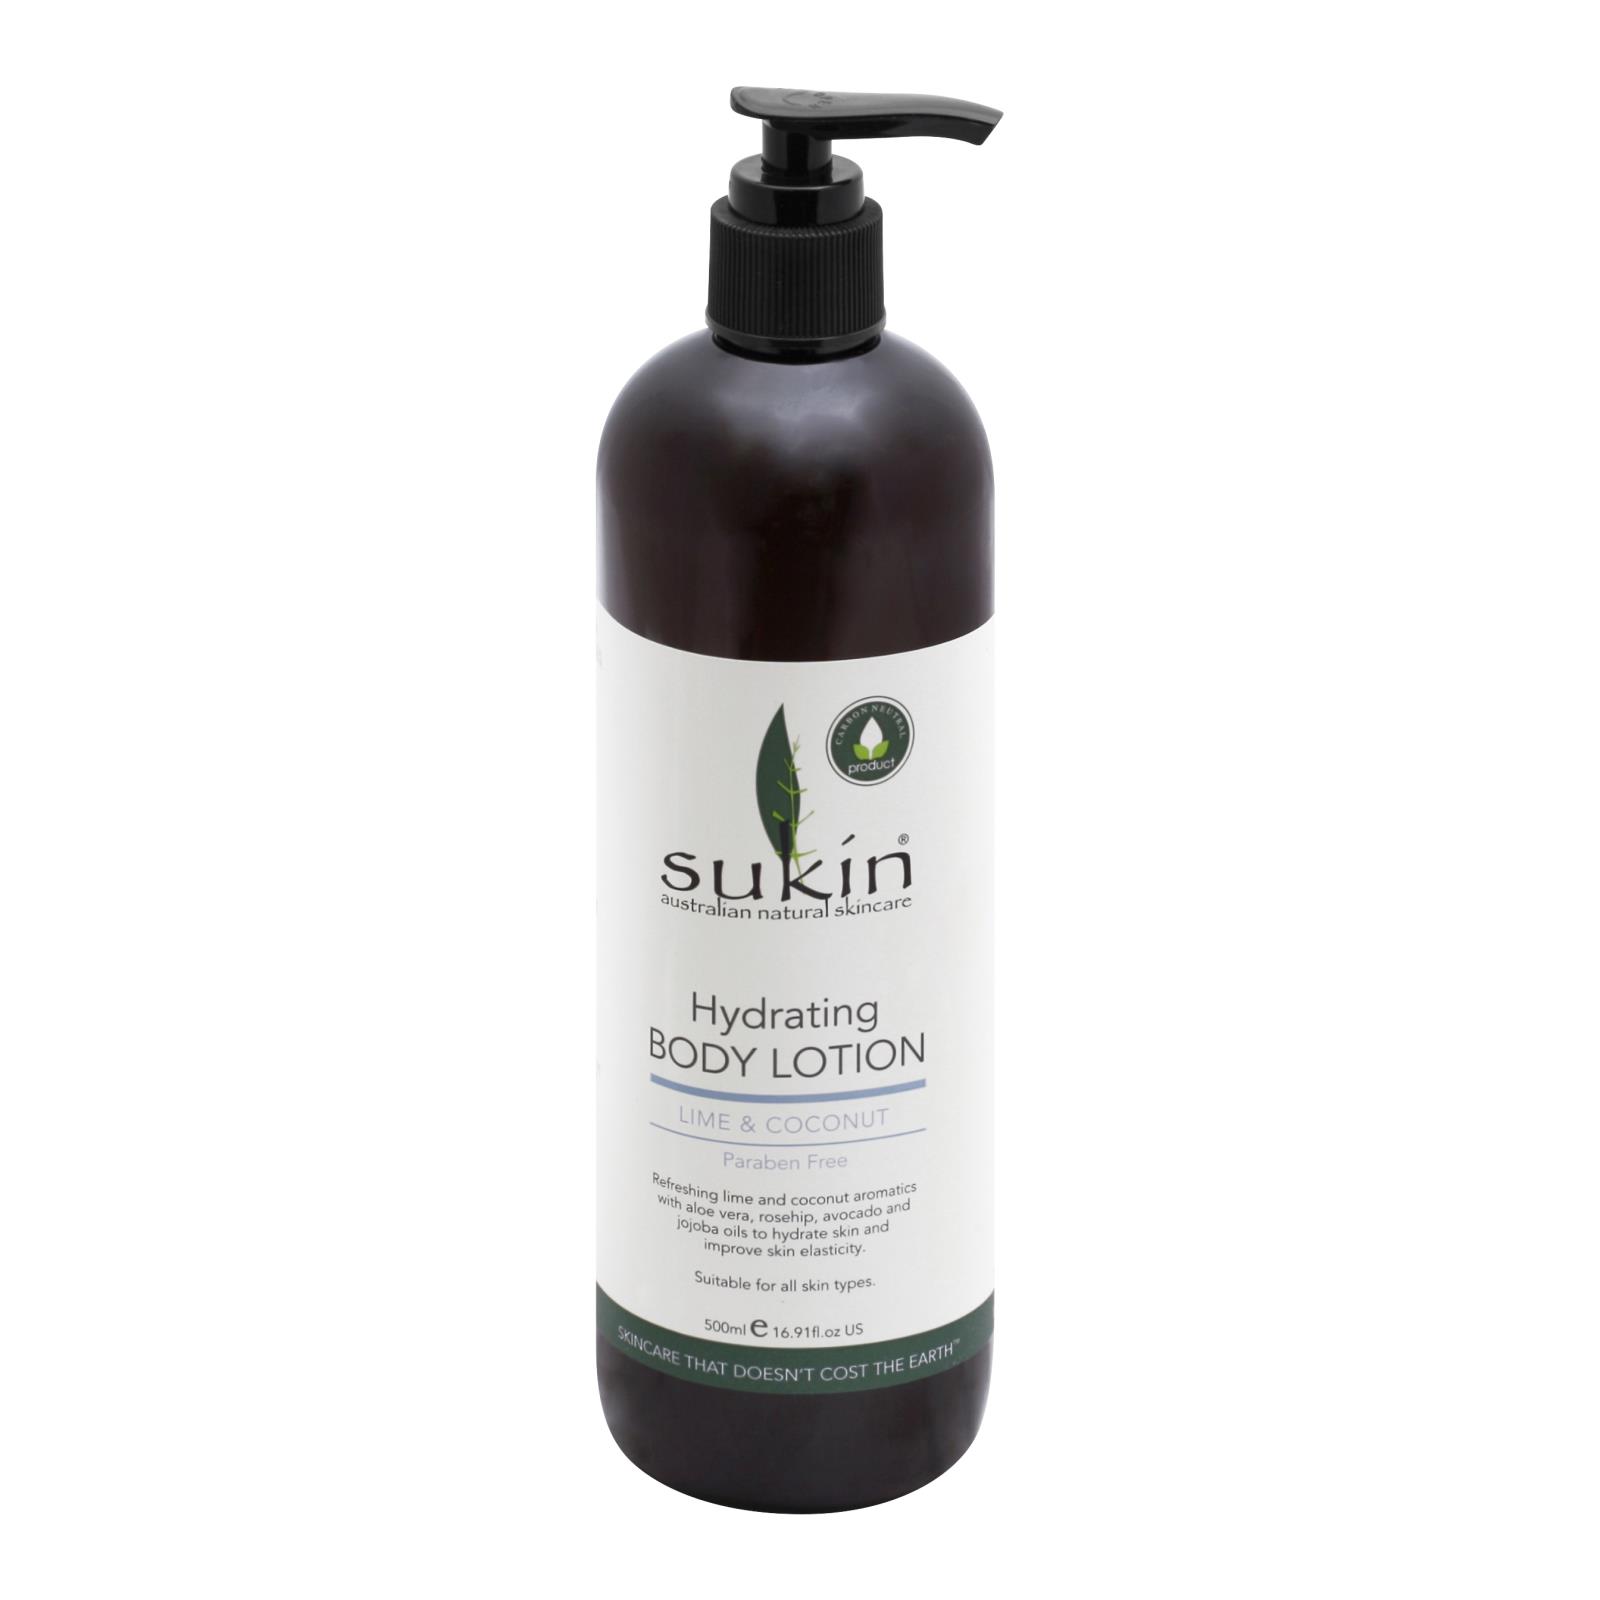 CARBON NEUTRAL
product
sukin®
australian natural skincare
Hydrating
BODY LOTION
LIME & COCONUT
Paraben Free
Refreshing lime and coconut aromatics
with aloe vera, rosehip, avocado and
jojoba oils to hydrate skin and
improve skin elasticity.
Suitable for all skin types.
500ml e 16.91fl.oz US
SKINCARE THAT DOESN'T COST THE EARTH™